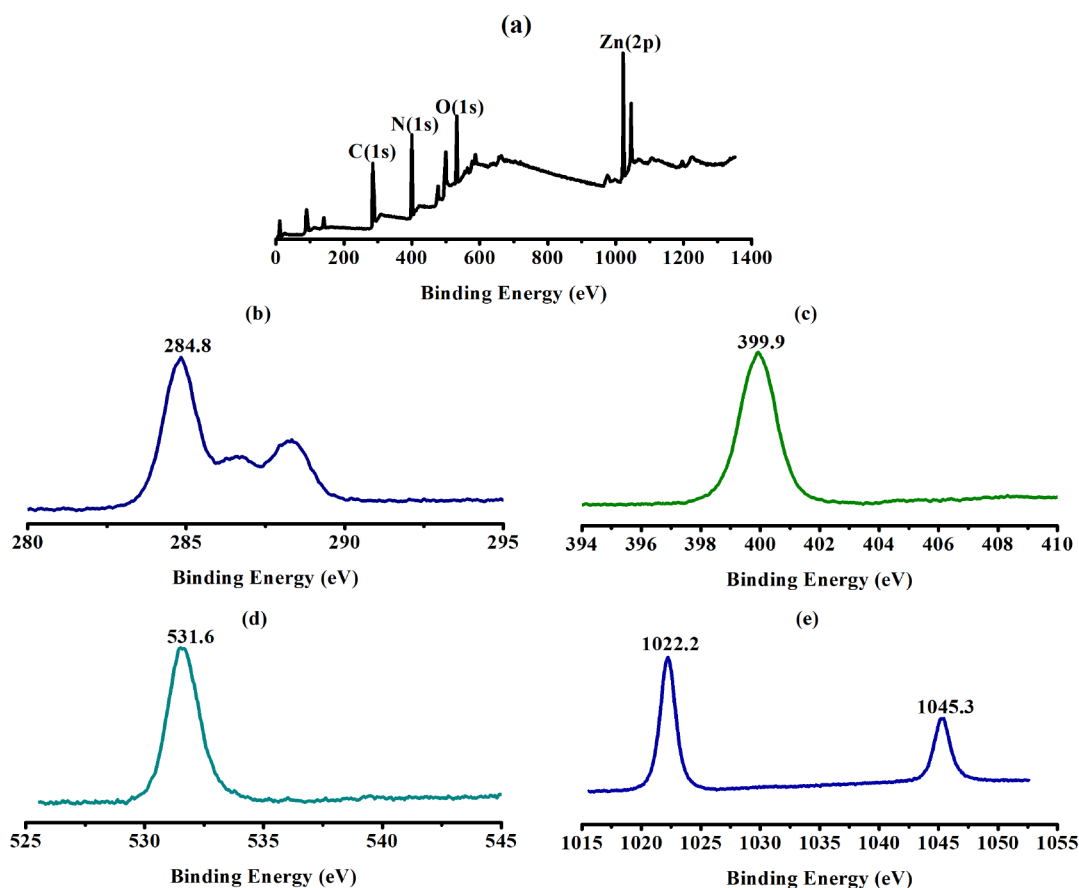 (a)
Zn(2p)
O(1s)
N(1s)
C(1s)
0 200 400 600 800 1000 1200 1400
Binding Energy (eV)
(b)
284.8
280 285 290 295
Binding Energy (eV)
(c)
399.9
394 396 398 400 402 404 406 408 410
Binding Energy (eV)
(d)
531.6
525 530 535 540 545
Binding Energy (eV)
(e)
1022.2
1045.3
1015 1020 1025 1030 1035 1040 1045 1050 1055
Binding Energy (eV)